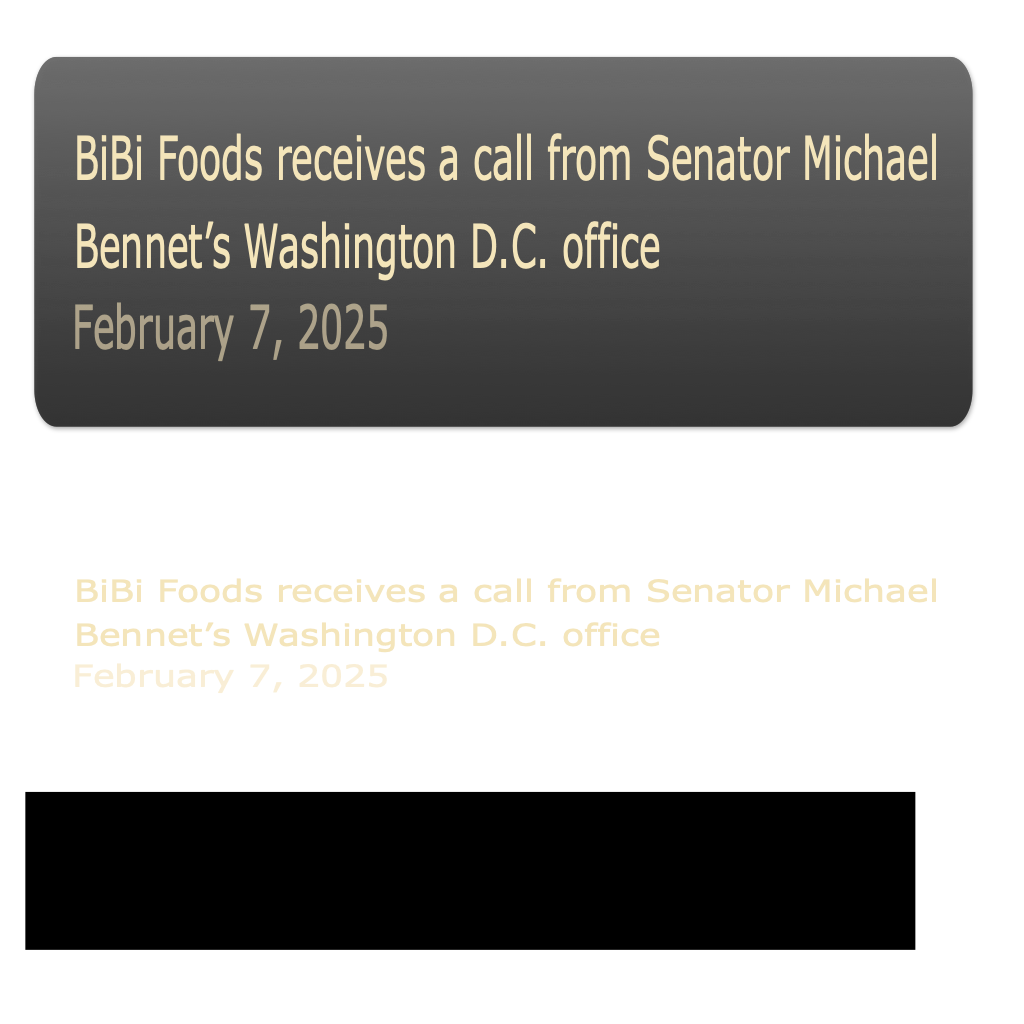 BiBi Foods receives a call from Senator Michael
Bennet’s Washington D.C. office
February 7, 2025
BiBi Foods receives a call from Senator Michael
Bennet’s Washington D.C. office
February 7, 2025